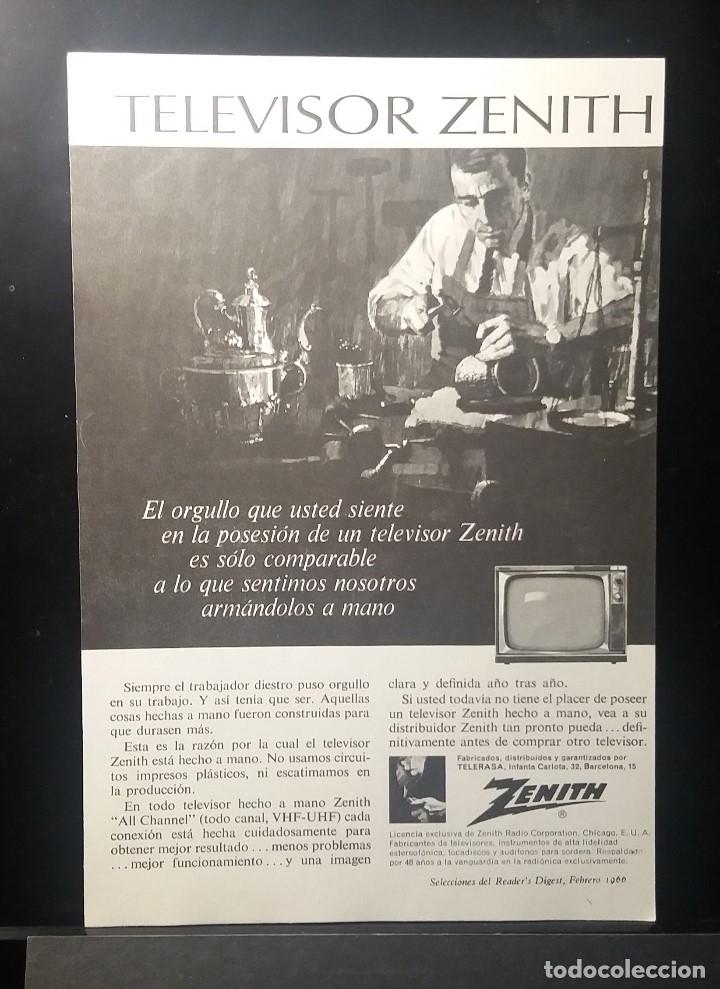 TELEVISOR ZENITH
El orgullo que usted siente
en la posesión de un televisor Zenith
es sólo comparable
a lo que sentimos nosotros
armándolos a mano
Siempre el trabajador diestro puso orgullo
en su trabajo. Y así tenía que ser. Aquellas
cosas hechas a mano fueron construidas para
que durasen más.
Esta es la razón por la cual el televisor
Zenith está hecho a mano. No usamos circui-
tos impresos plásticos, ni escatimamos en
la producción.
En todo televisor hecho a mano Zenith
"All Channel" (todo canal, VHF-UHF) cada
conexión está hecha cuidadosamente para
obtener mejor resultado . . . menos problemas
. . . mejor funcionamiento . . . y una imagen
clara y definida año tras año.
Si usted todavía no tiene el placer de poseer
un televisor Zenith hecho a mano, vea a su
distribuidor Zenith tan pronto pueda . . . defi-
nitivamente antes de comprar otro televisor.
Fabricados, distribuidos y garantizados por
TELERASA, Infanta Carlota, 32, Barcelona, 15
ZENITH
®
Licencia exclusiva de Zenith Radio Corporation, Chicago, E. U. A.
Fabricantes de televisores, instrumentos de alta fidelidad
estereofónica, tocadiscos y audífonos para sordera. Respaldado
por 48 años a la vanguardia en la radiónica exclusivamente.
Selecciones del Reader's Digest, Febrero 1966
todocoleccion
todocoleccion.net